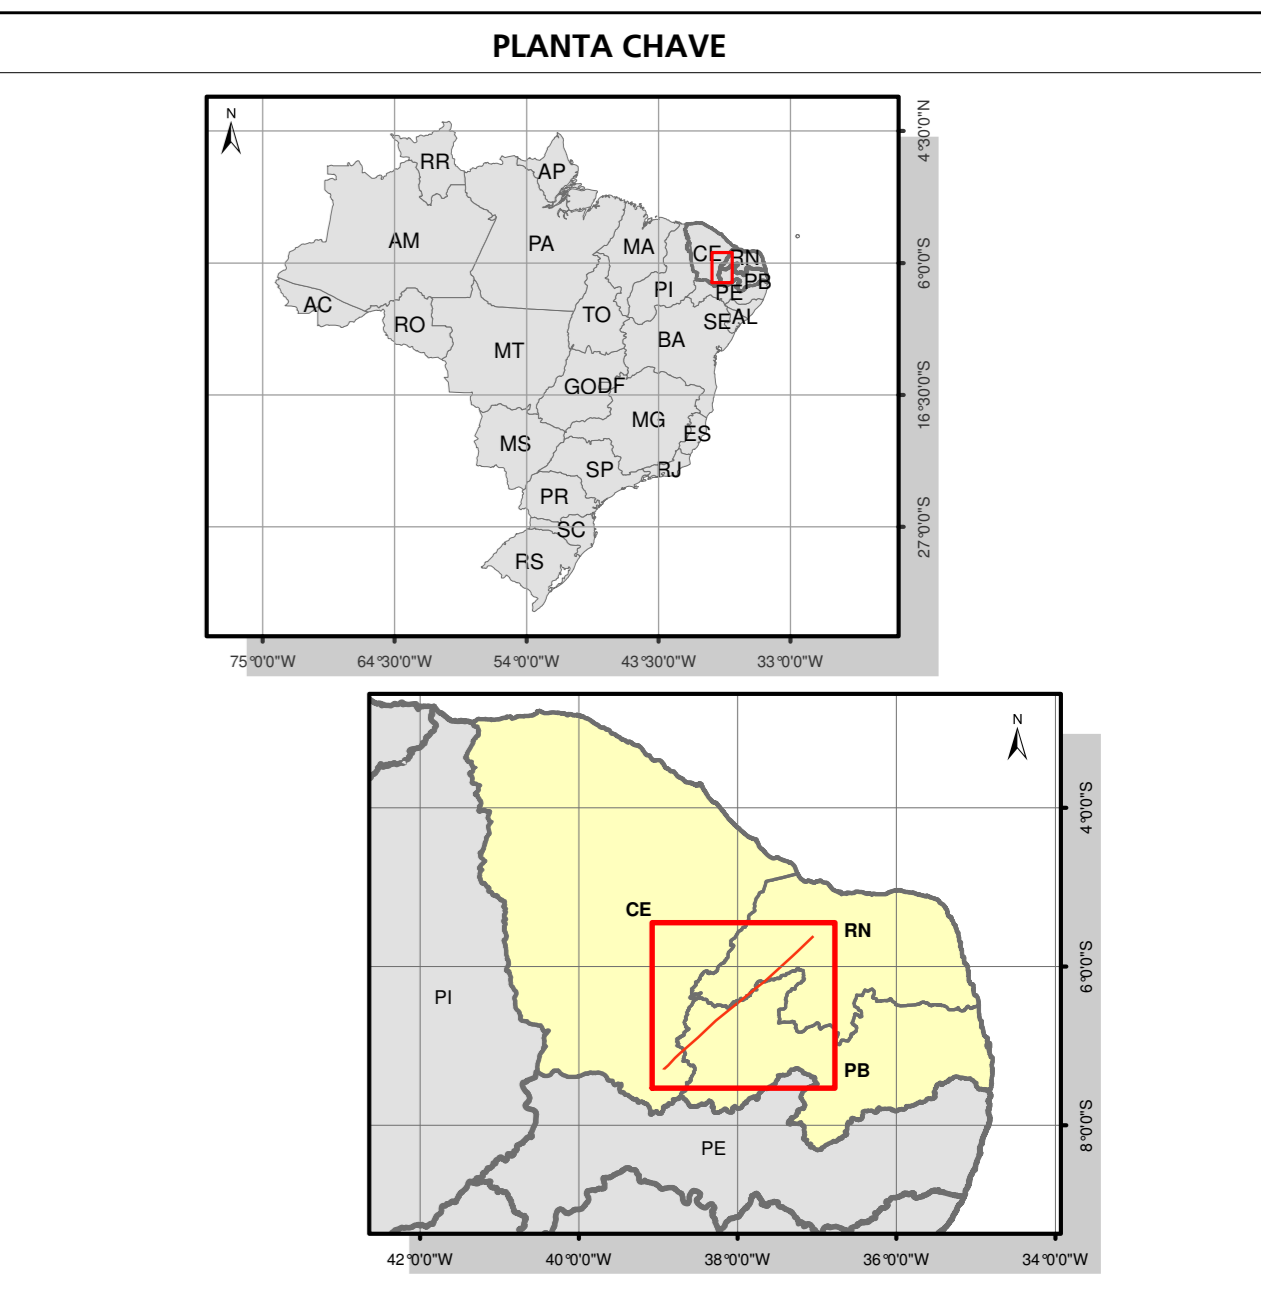 PLANTA CHAVE
N
4°30'0"N
RR
AP
AM
PA
MA
CE
RN
6°0'0"S
PI
PB
PE
AC
RO
TO
SE
AL
MT
BA
GO
DF
16°30'0"S
MG
MS
ES
SP
RJ
PR
SC
27°0'0"S
RS
75°0'0"W 64°30'0"W 54°0'0"W 43°30'0"W 33°0'0"W
N
4°0'0"S
CE
RN
6°0'0"S
PI
PB
PE
8°0'0"S
42°0'0"W 40°0'0"W 38°0'0"W 36°0'0"W 34°0'0"W